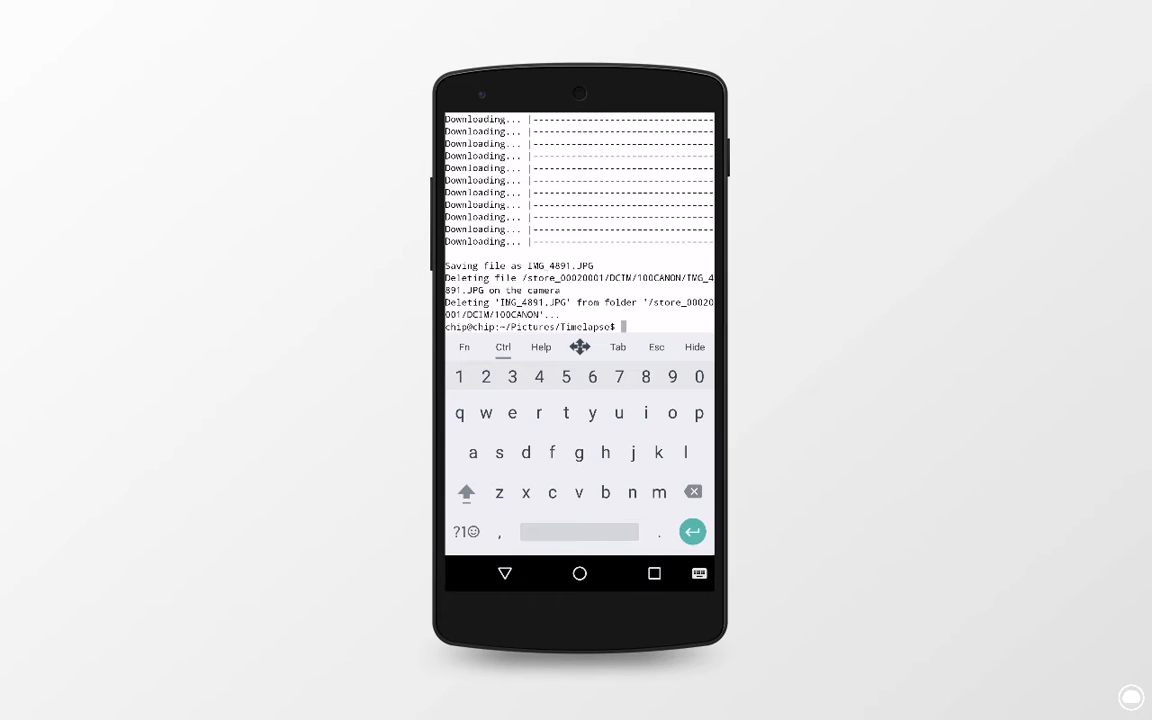 Downloading... |----------------------------------
Downloading... |----------------------------------
Downloading... |----------------------------------
Downloading... |----------------------------------
Downloading... |----------------------------------
Downloading... |----------------------------------
Downloading... |----------------------------------
Downloading... |----------------------------------
Downloading... |----------------------------------
Downloading... |----------------------------------
Downloading... |----------------------------------
Saving file as IMG_4891.JPG
Deleting file /store_00020001/DCIM/100CANON/IMG_4
891.JPG on the camera
Deleting 'IMG_4891.JPG' from folder '/store_00020
001/DCIM/100CANON'...
chip@chip:~/Pictures/Timelapse$
Fn Ctrl Help Tab Esc Hide
1 2 3 4 5 6 7 8 9 0
q w e r t y u i o p
a s d f g h j k l
z x c v b n m
?1☺ , .